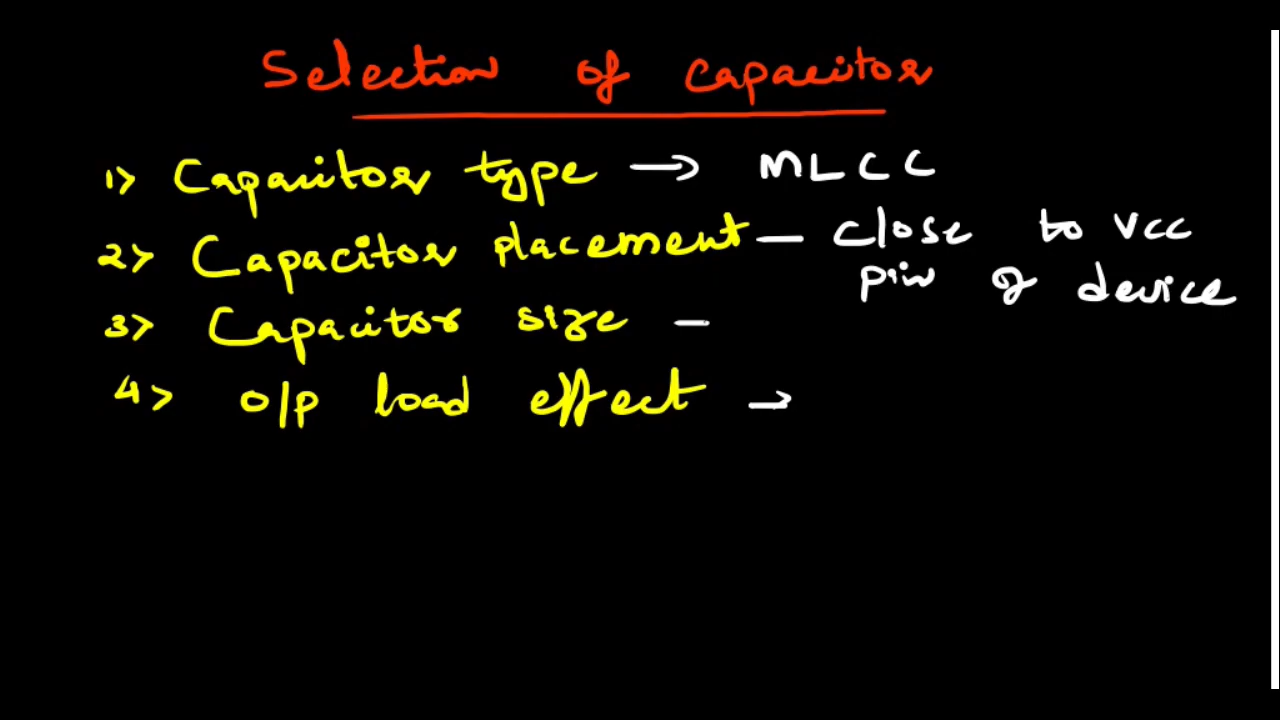 Selection of capacitor
1> Capacitor type → MLCC
2> Capacitor placement — close to VCC
pin of device
3> Capacitor size —
4> o/p load effect →